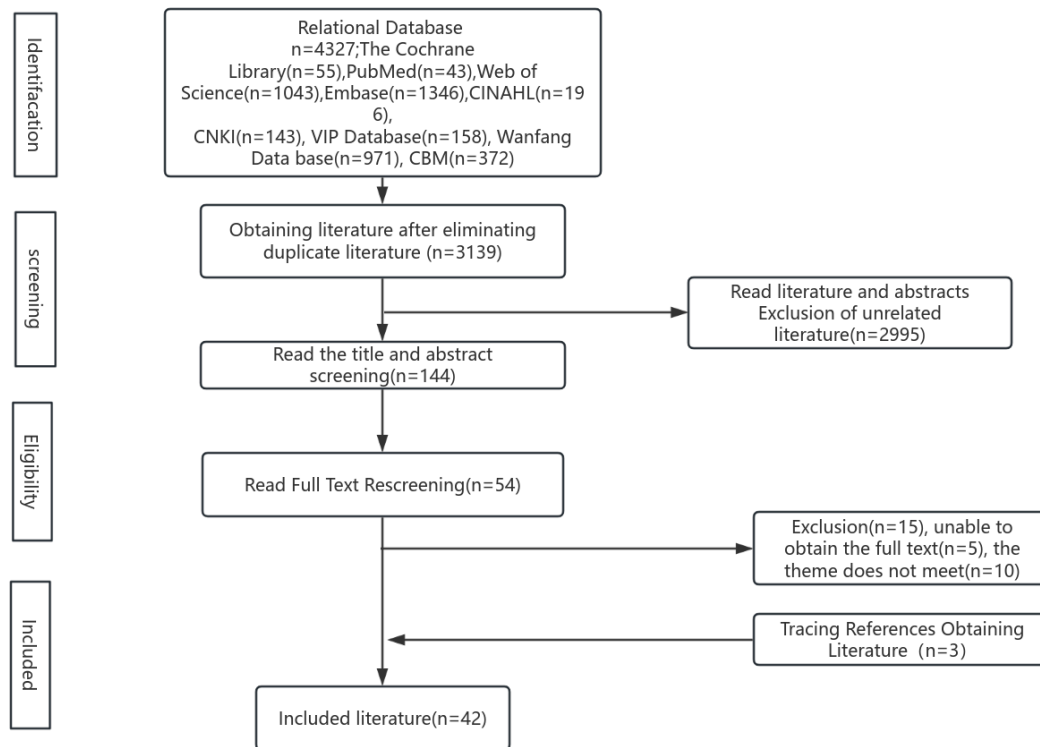 Identifacation
Relational Database
n=4327;The Cochrane
Library(n=55),PubMed(n=43),Web of
Science(n=1043),Embase(n=1346),CINAHL(n=19
6),
CNKI(n=143), VIP Database(n=158), Wanfang
Data base(n=971), CBM(n=372)
screening
Obtaining literature after eliminating
duplicate literature (n=3139)
Read literature and abstracts
Exclusion of unrelated
literature(n=2995)
Read the title and abstract
screening(n=144)
Eligibility
Read Full Text Rescreening(n=54)
Exclusion(n=15), unable to
obtain the full text(n=5), the
theme does not meet(n=10)
Included
Tracing References Obtaining
Literature（n=3）
Included literature(n=42)